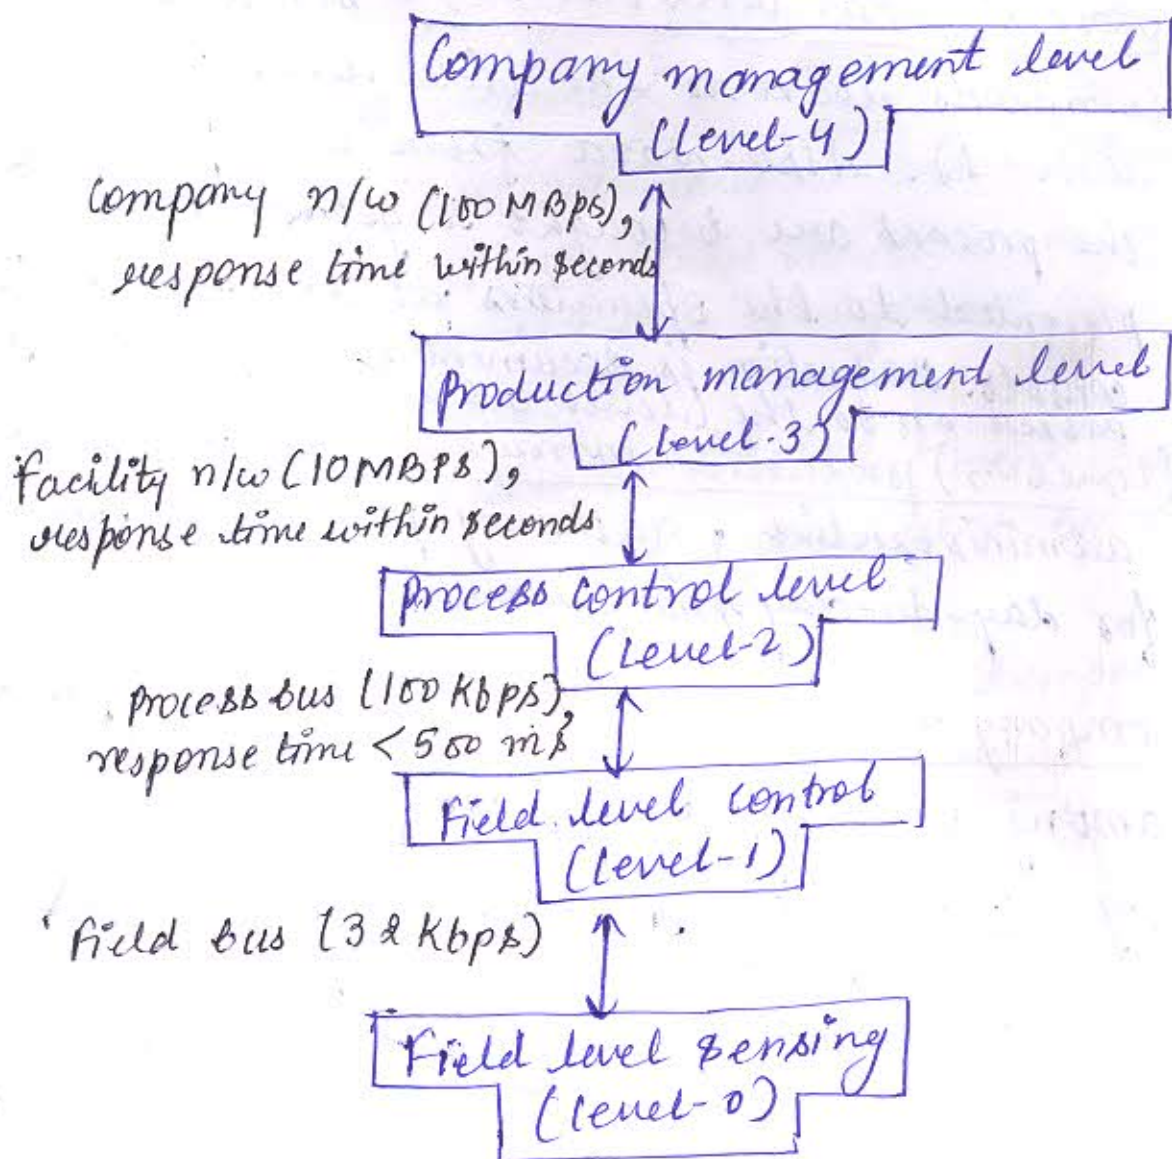 Company management level
(Level-4)
Company n/w (100 MBps),
response time within seconds
Production management level
(Level-3)
Facility n/w (10 MBPs),
response time within seconds
Process control level
(Level-2)
Process bus (100 Kbps),
response time < 500 ms
Field level control
(Level-1)
Field bus (32 Kbps)
Field level sensing
(Level-0)